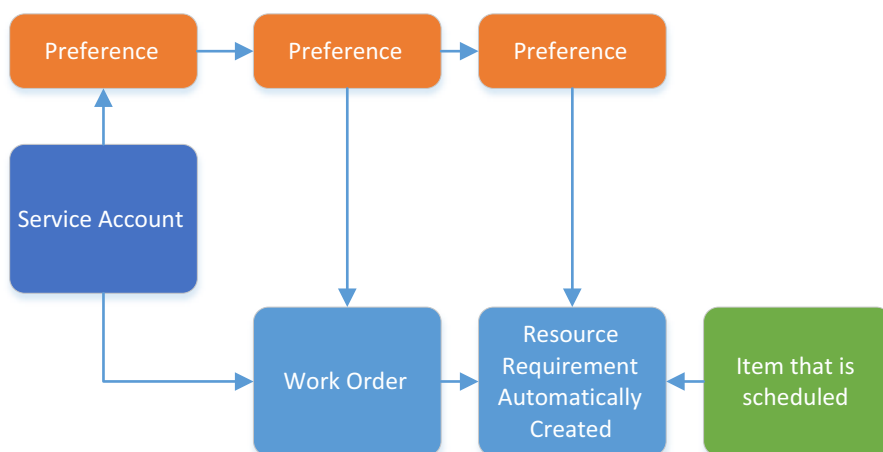 Preference
Preference
Preference
Service Account
Work Order
Resource
Requirement
Automatically
Created
Item that is
scheduled